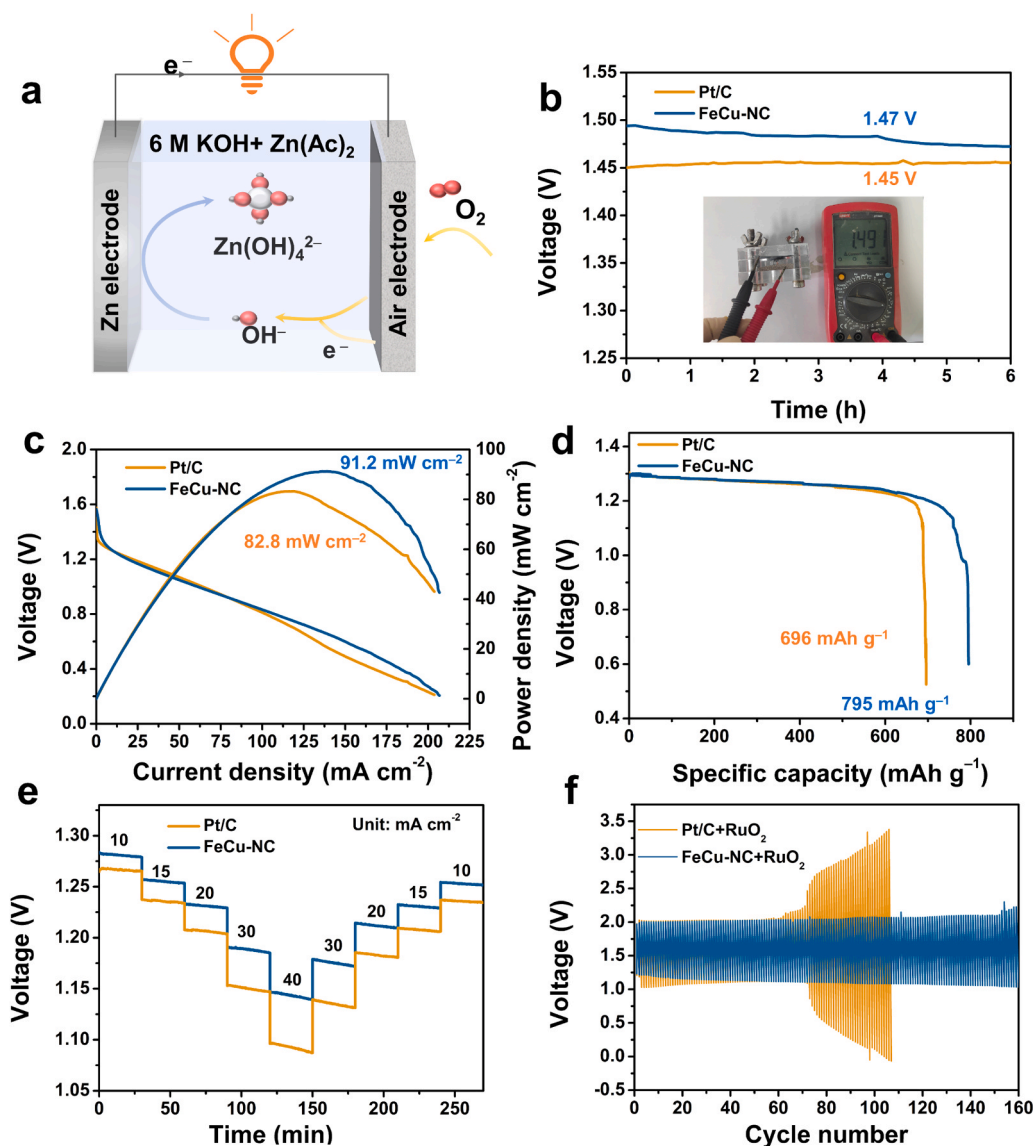 a
e⁻
6 M KOH+ Zn(Ac)₂
Zn electrode
Zn(OH)₄²⁻
OH⁻
e⁻
O₂
Air electrode
b
Pt/C
FeCu-NC
1.47 V
1.45 V
1.491
Voltage (V)
1.55
1.50
1.45
1.40
1.35
1.30
1.25
0 1 2 3 4 5 6
Time (h)
c
Pt/C
FeCu-NC
91.2 mW cm⁻²
82.8 mW cm⁻²
Voltage (V)
2.0
1.6
1.2
0.8
0.4
0.0
100
80
60
40
20
0
Power density (mW cm⁻²)
0 25 50 75 100 125 150 175 200 225
Current density (mA cm⁻²)
d
Pt/C
FeCu-NC
696 mAh g⁻¹
795 mAh g⁻¹
Voltage (V)
1.4
1.2
1.0
0.8
0.6
0.4
0 200 400 600 800
Specific capacity (mAh g⁻¹)
e
Pt/C
FeCu-NC
Unit: mA cm⁻²
10 15 20 30 40 30 20 15 10
Voltage (V)
1.30
1.25
1.20
1.15
1.10
1.05
0 50 100 150 200 250
Time (min)
f
Pt/C+RuO₂
FeCu-NC+RuO₂
Voltage (V)
3.5
3.0
2.5
2.0
1.5
1.0
0.5
0.0
-0.5
0 20 40 60 80 100 120 140 160
Cycle number